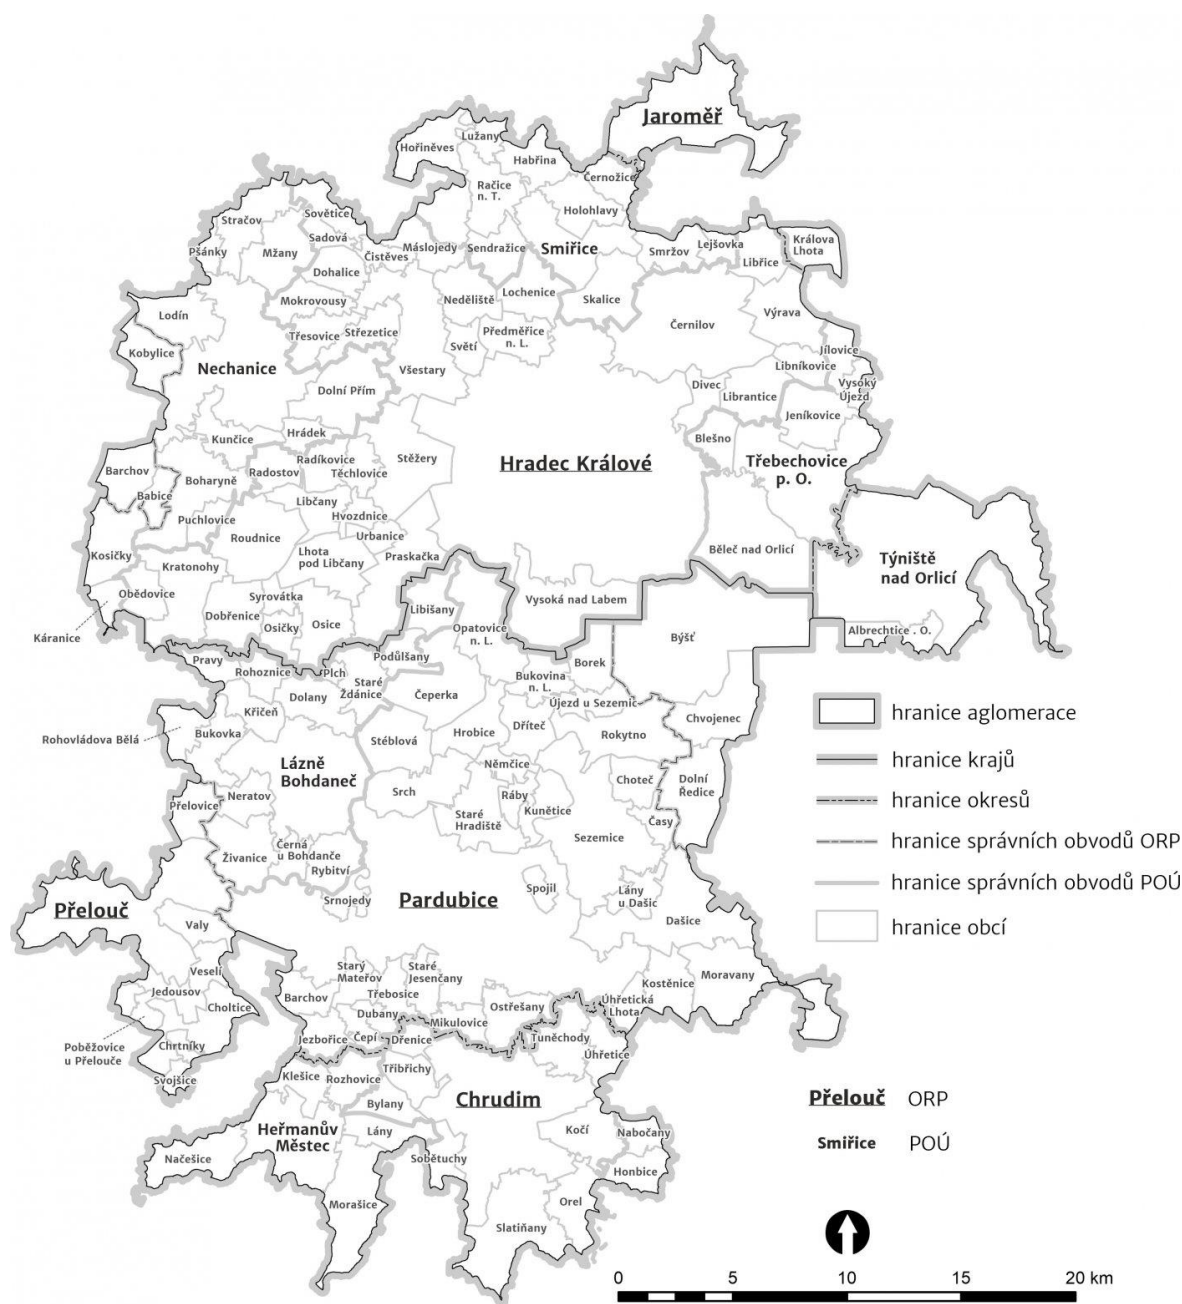 Jaroměř
Lužany
Hořiněves
Habřina
Černožice
Račice
n. T.
Holohlavy
Sovětice
Stračov
Sadová
Máslojedy
Sendražice
Smiřice
Smržov
Lejšovka
Králova
Lhota
Pšánky
Mžany
Čistěves
Libřice
Dohalice
Mokrovousy
Neděliště
Lochenice
Skalice
Lodín
Výrava
Třesovice
Střezetice
Světí
Předměřice
n. L.
Černilov
Kobylice
Jílovice
Nechanice
Všestary
Libníkovice
Dolní Přím
Divec
Librantice
Vysoký
Újezd
Jeníkovice
Hrádek
Kunčice
Blešno
Radíkovice
Stěžery
Hradec Králové
Třebechovice
p. O.
Barchov
Radostov
Těchlovice
Boharyně
Babice
Libčany
Hvozdnice
Puchlovice
Roudnice
Urbanice
Kosičky
Lhota
pod Libčany
Praskačka
Běleč nad Orlicí
Týniště
nad Orlicí
Kratonohy
Obědovice
Syrovátka
Vysoká nad Labem
Libišany
Dobřenice
Osičky
Osice
Káranice
Opatovice
n. L.
Býšť
Albrechtice . O.
Pravy
Rohoznice
Plch
Podůlšany
Borek
Bukovina
n. L.
Staré
Ždánice
Dolany
Čeperka
Újezd u Sezemic
Křičeň
Chvojenec
hranice aglomerace
Rohovládova Bělá
Bukovka
Stéblová
Hrobice
Dříteč
Rokytno
Lázně
Bohdaneč
hranice krajů
Němčice
Choteč
Dolní
Ředice
Přelovice
Neratov
Srch
Ráby
Staré
Hradiště
Kunětice
Časy
hranice okresů
Sezemice
hranice správních obvodů ORP
Živanice
Černá
u Bohdanče
Rybitví
hranice správních obvodů POÚ
Srnojedy
Spojil
Lány
u Dašic
Přelouč
Pardubice
Valy
Dašice
hranice obcí
Veselí
Starý
Mateřov
Staré
Jesenčany
Moravany
Kostěnice
Jedousov
Barchov
Třebosice
Choltice
Ostřešany
Úhřetická
Lhota
Dubany
Mikulovice
Poběžovice
u Přelouče
Chrtníky
Jezbořice
Čepí
Dřenice
Tuněchody
Úhřetice
Svojšice
Klešice
Rozhovice
Třibřichy
Bylany
Chrudim
Přelouč ORP
Heřmanův
Městec
Lány
Kočí
Nabočany
Smiřice POÚ
Načešice
Sobětuchy
Honbice
Morašice
Orel
Slatiňany
0 5 10 15 20 km